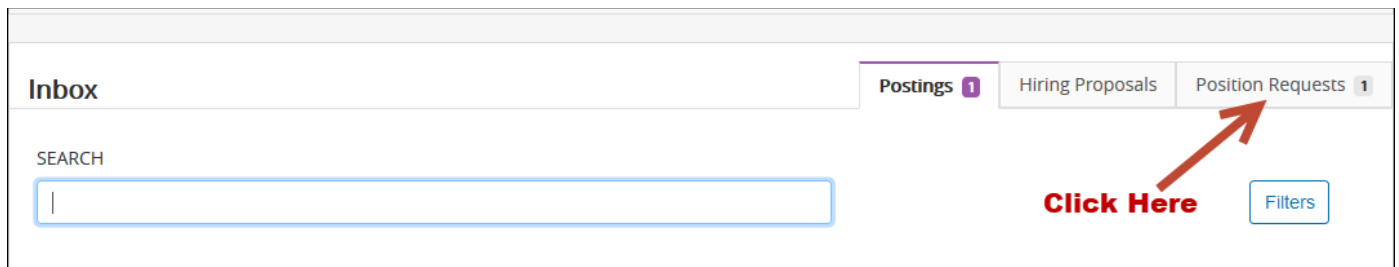 Inbox
Postings 1
Hiring Proposals
Position Requests 1
SEARCH
Click Here
Filters